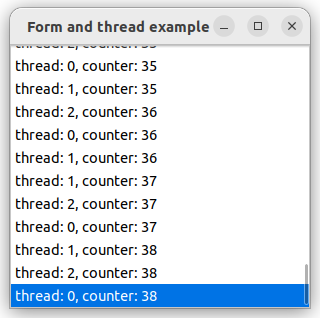 Form and thread example
thread: 2, counter: 35
thread: 0, counter: 35
thread: 1, counter: 35
thread: 2, counter: 36
thread: 0, counter: 36
thread: 1, counter: 36
thread: 1, counter: 37
thread: 2, counter: 37
thread: 0, counter: 37
thread: 1, counter: 38
thread: 2, counter: 38
thread: 0, counter: 38